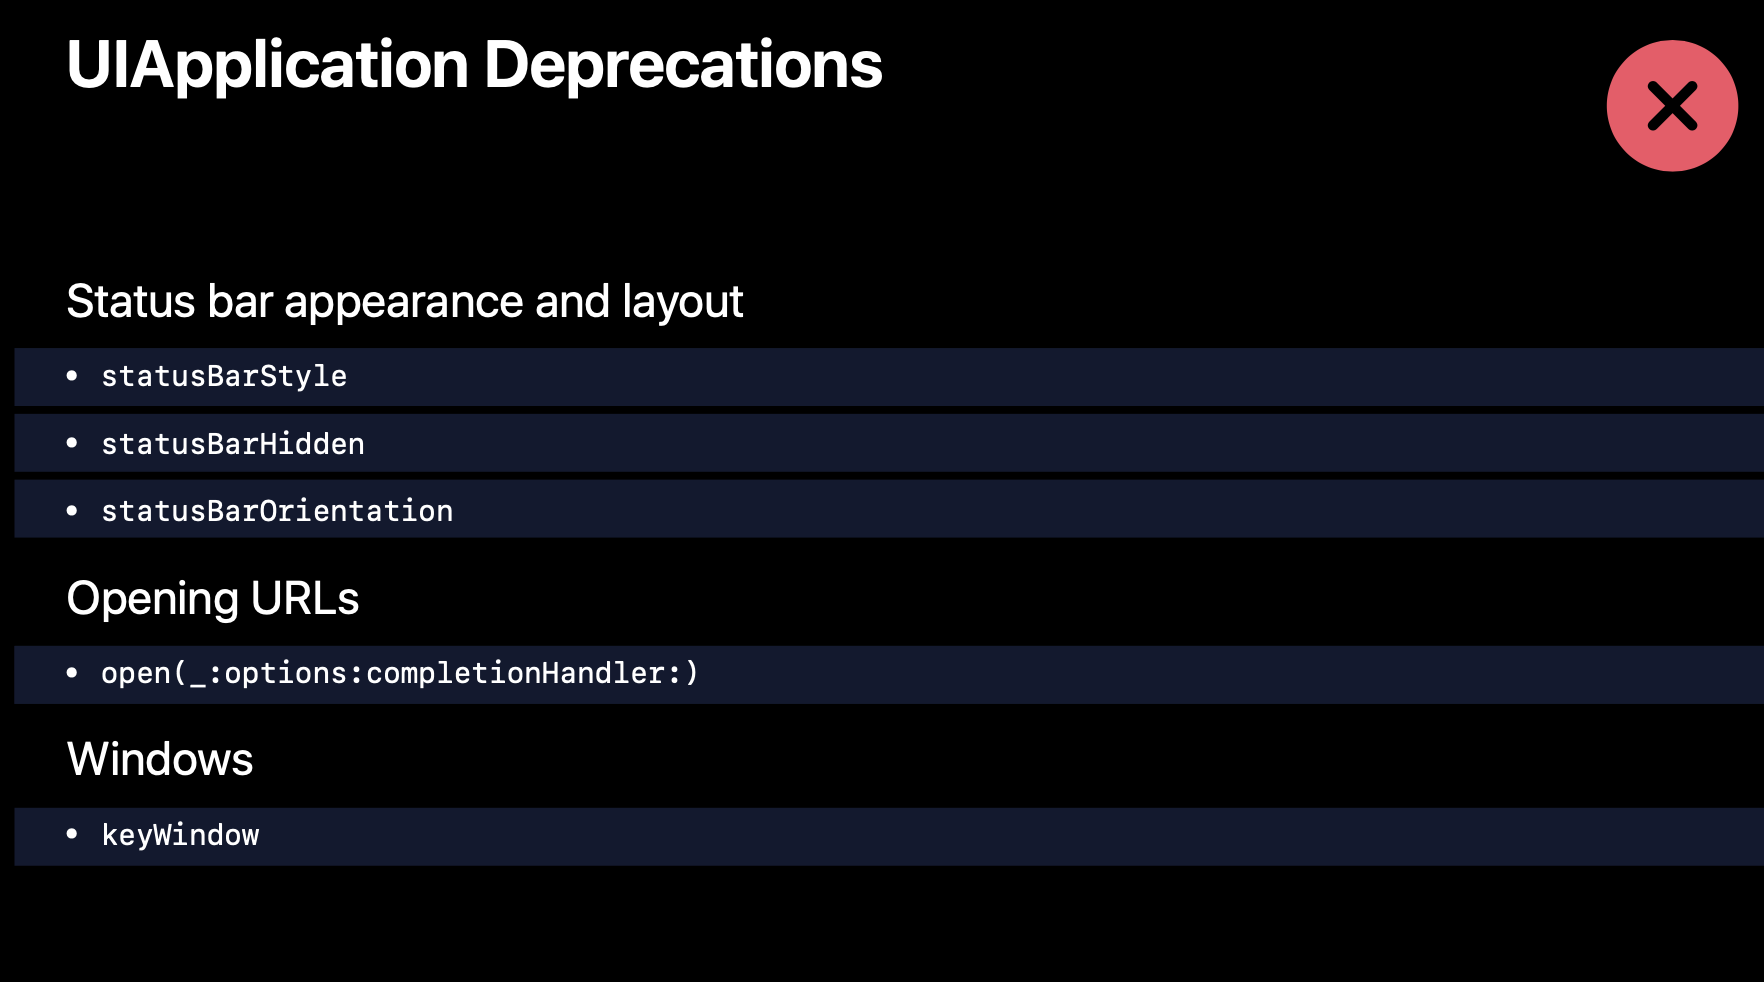 UIApplication Deprecations
Status bar appearance and layout
• statusBarStyle
• statusBarHidden
• statusBarOrientation
Opening URLs
• open(_:options:completionHandler:)
Windows
• keyWindow